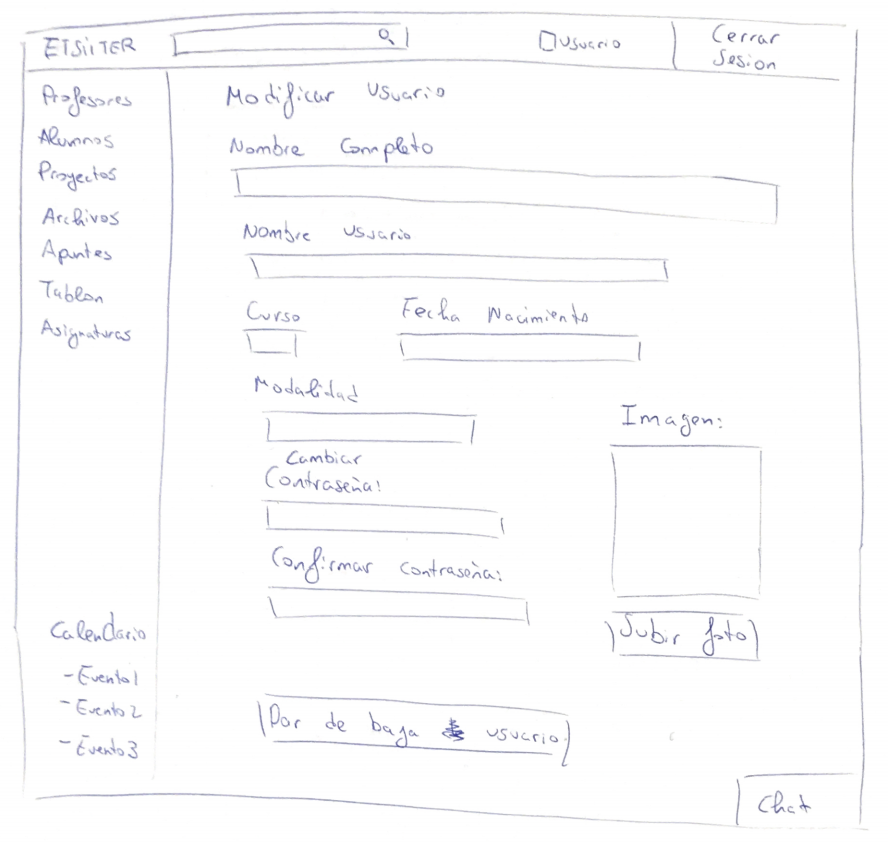 ETSiiTER
Usuario
Cerrar
Sesion
Profesores
Alumnos
Proyectos
Archivos
Apuntes
Tablon
Asignaturas
Calendario
- Evento1
- Evento2
- Evento3
Modificar Usuario
Nombre Completo
Nombre Usuario
Curso
Fecha Nacimiento
Modalidad
Cambiar
Contraseña:
Confirmar contraseña:
Imagen:
Subir foto
Dar de baja usuario
Chat